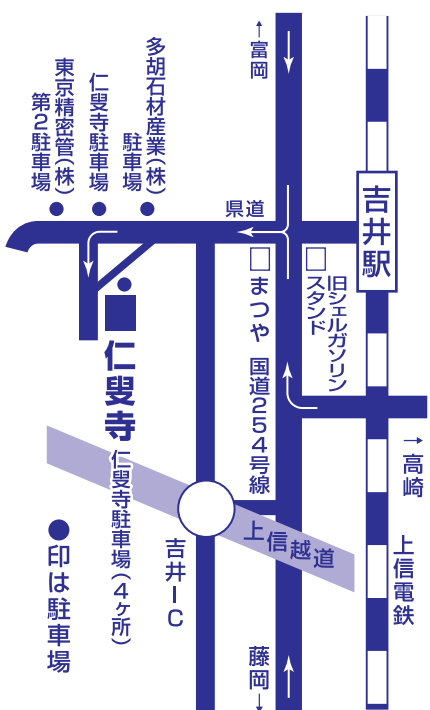 ↑富岡
多胡石材産業(株)
駐車場
仁叟寺駐車場
東京精密管(株)
第2駐車場
県道
吉井駅
旧シェルガソリン
スタンド
まつや
国道254号線
仁叟寺
仁叟寺駐車場(4ヶ所)
→高崎
上信越道
上信電鉄
吉井IC
●印は駐車場
藤岡↓